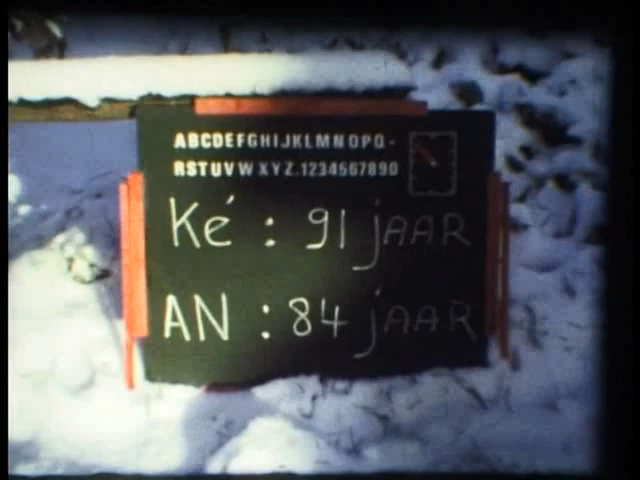 ABCDEFGHIJKLMNOPQ-
RSTUVWXYZ.1234567890
Ké : 91 jAAR
AN : 84 jAAR